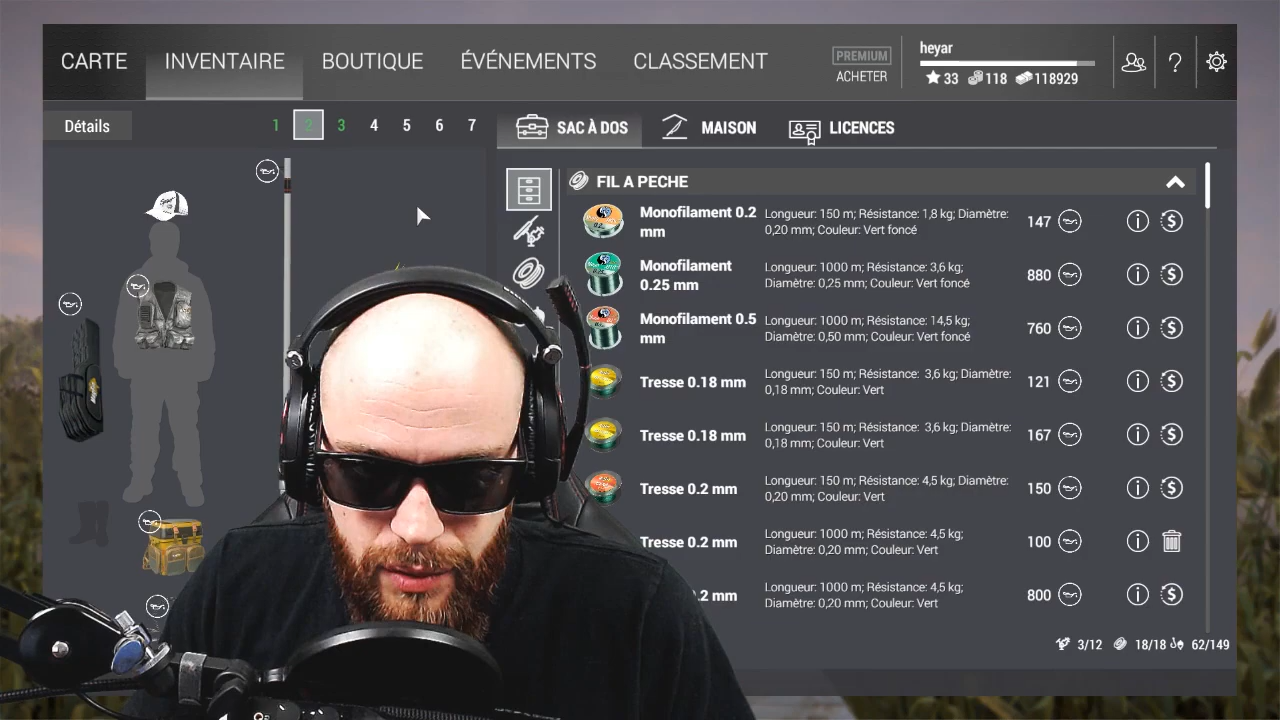 CARTE INVENTAIRE BOUTIQUE ÉVÉNEMENTS CLASSEMENT
PREMIUM
ACHETER
heyar
33 118 118929
?
Détails
1 2 3 4 5 6 7
SAC À DOS MAISON LICENCES
FIL A PECHE
Monofilament 0.2 mm
Longueur: 150 m; Résistance: 1,8 kg; Diamètre:
0,20 mm; Couleur: Vert foncé
147
Monofilament
0.25 mm
Longueur: 1000 m; Résistance: 3,6 kg;
Diamètre: 0,25 mm; Couleur: Vert foncé
880
Monofilament 0.5
mm
Longueur: 1000 m; Résistance: 14,5 kg;
Diamètre: 0,50 mm; Couleur: Vert foncé
760
Tresse 0.18 mm
Longueur: 150 m; Résistance: 3,6 kg; Diamètre:
0,18 mm; Couleur: Vert
121
Tresse 0.18 mm
Longueur: 150 m; Résistance: 3,6 kg; Diamètre:
0,18 mm; Couleur: Vert
167
Tresse 0.2 mm
Longueur: 150 m; Résistance: 4,5 kg; Diamètre:
0,20 mm; Couleur: Vert
150
Tresse 0.2 mm
Longueur: 1000 m; Résistance: 4,5 kg;
Diamètre: 0,20 mm; Couleur: Vert
100
.2 mm
Longueur: 1000 m; Résistance: 4,5 kg;
Diamètre: 0,20 mm; Couleur: Vert
800
3/12 18/18 62/149